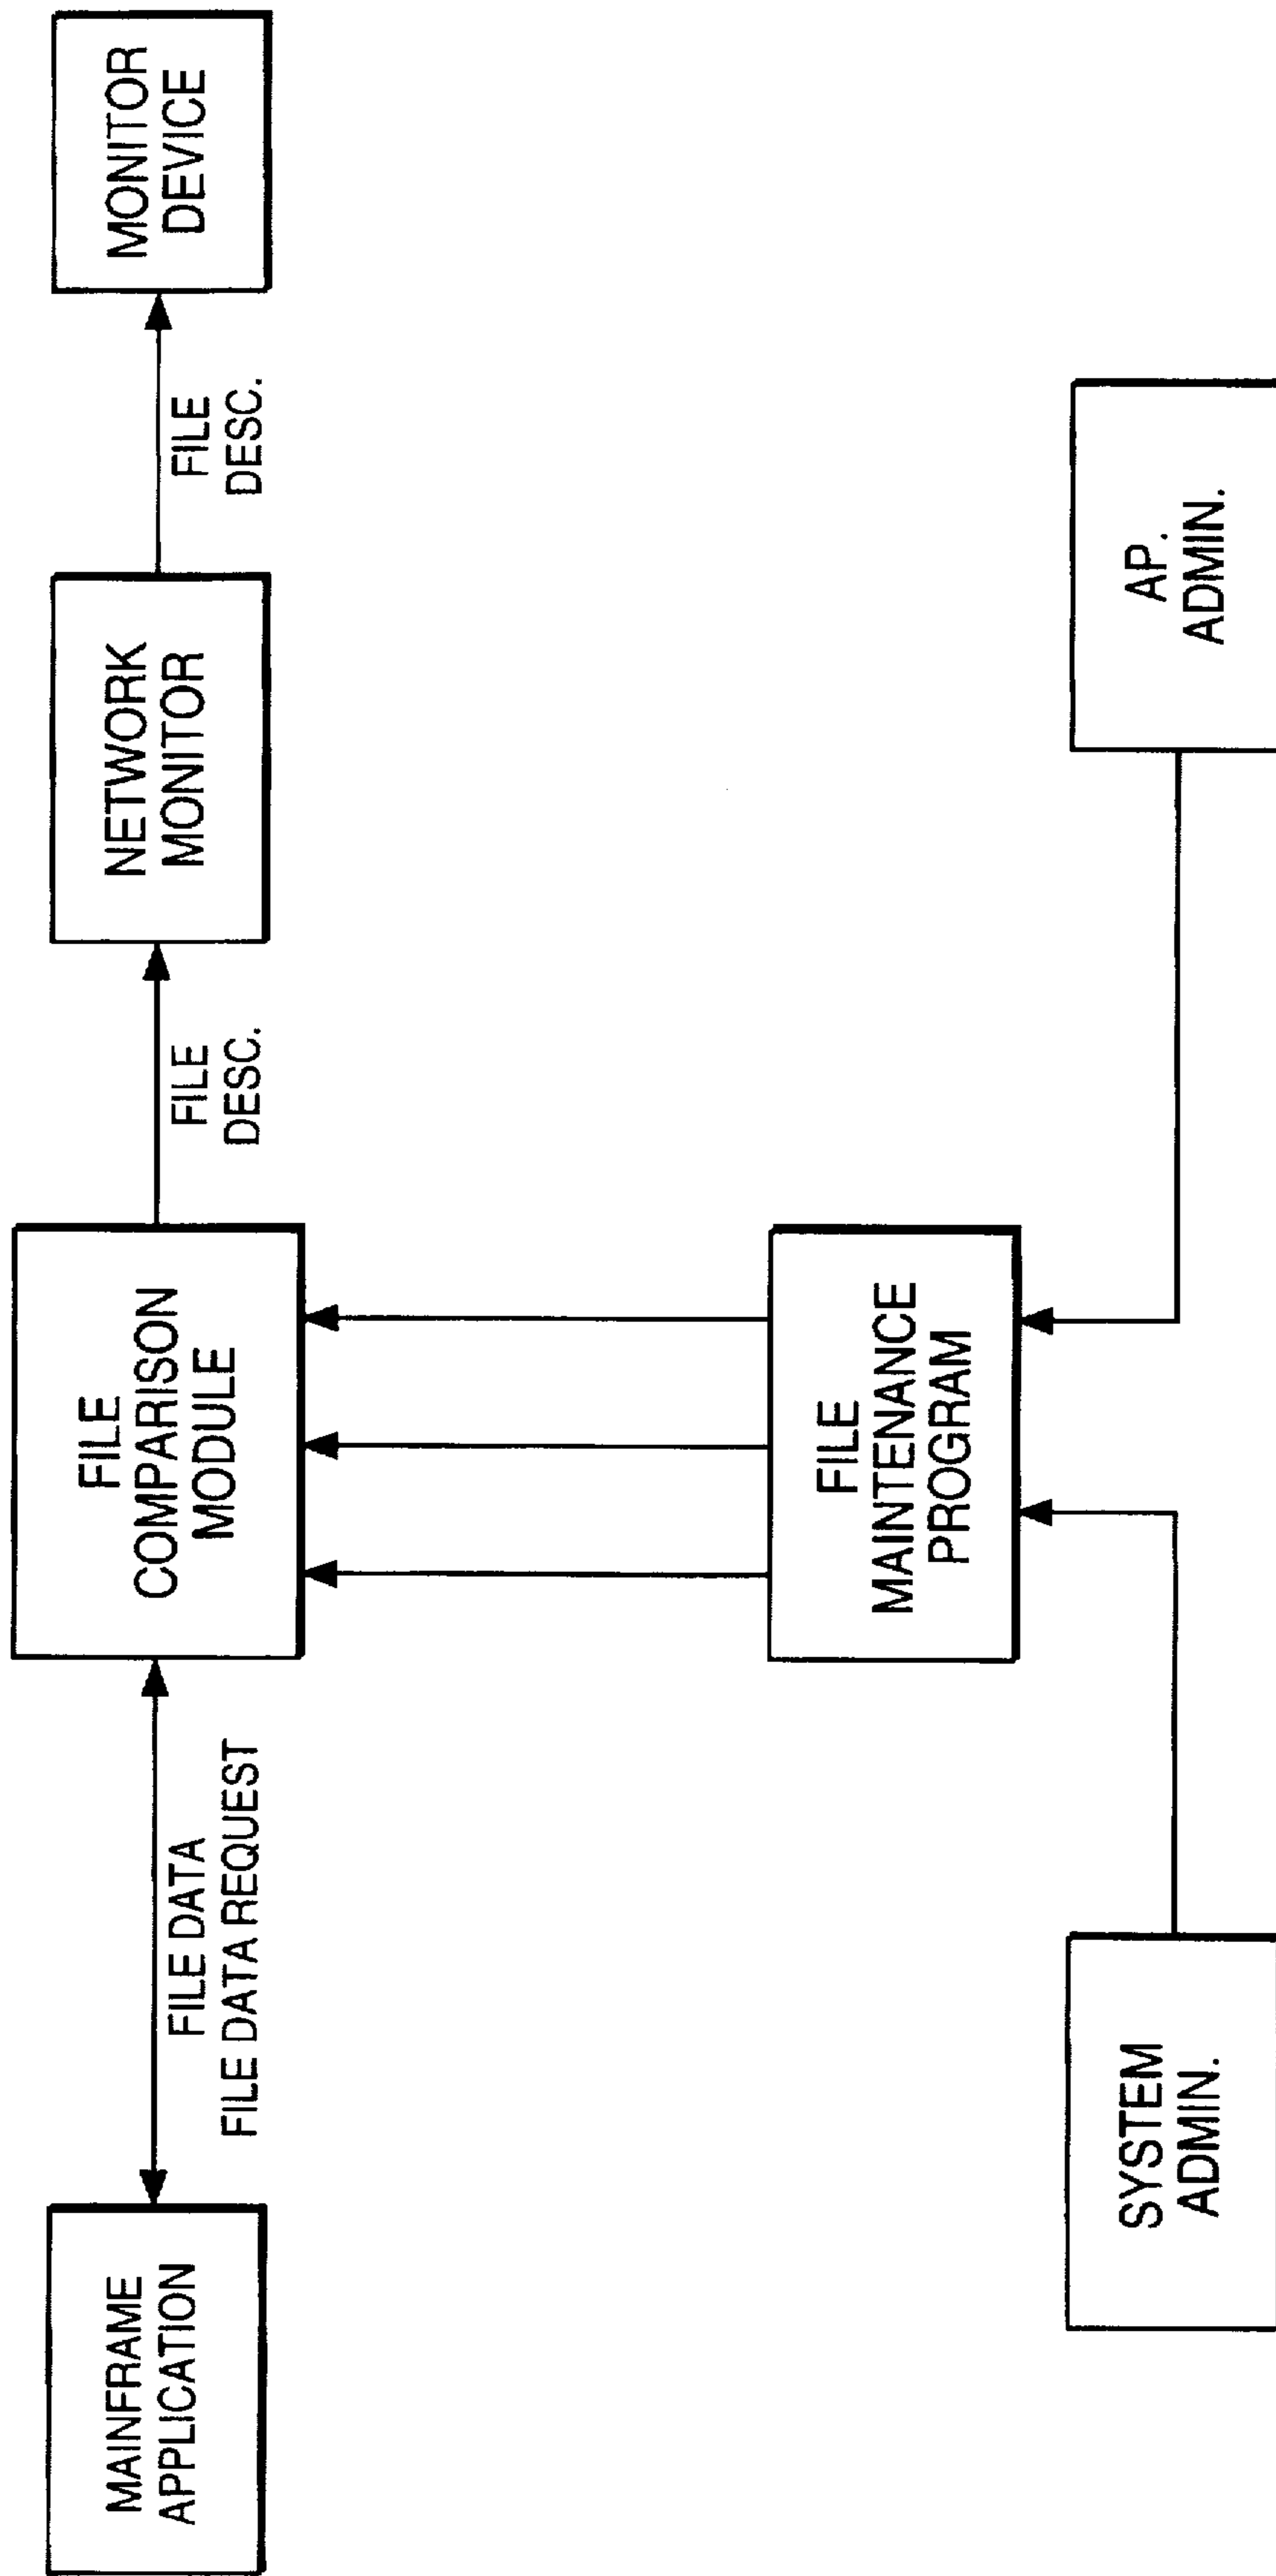 MAINFRAME
APPLICATION
FILE DATA
FILE DATA REQUEST
FILE
COMPARISON
MODULE
FILE
DESC.
NETWORK
MONITOR
FILE
DESC.
MONITOR
DEVICE
FILE
MAINTENANCE
PROGRAM
SYSTEM
ADMIN.
AP.
ADMIN.